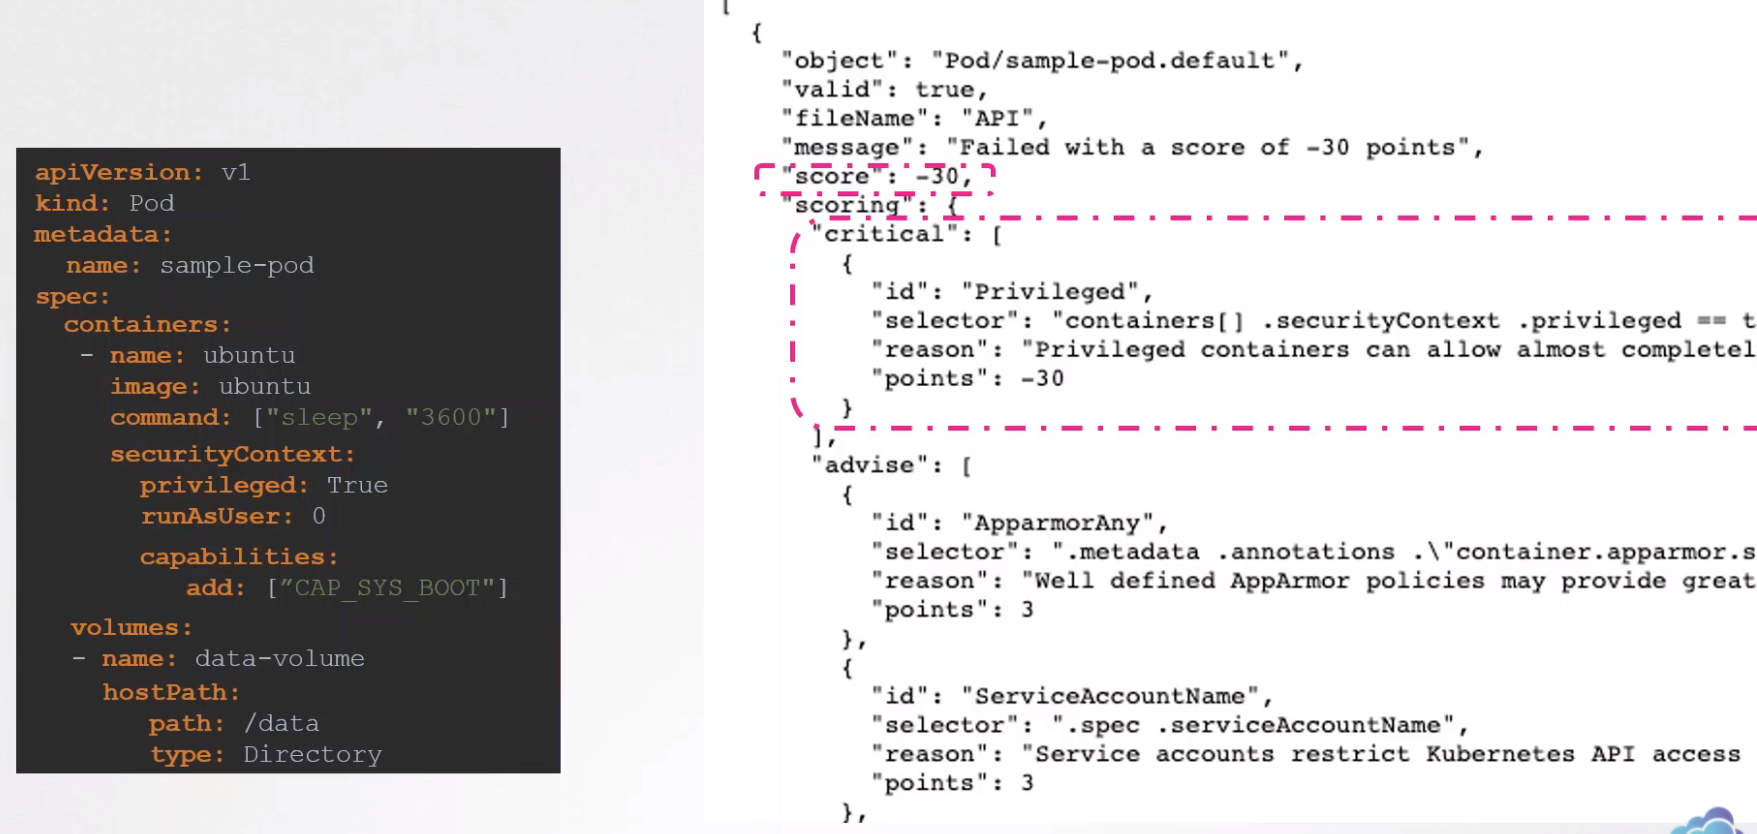 apiVersion: v1
kind: Pod
metadata:
  name: sample-pod
spec:
  containers:
   - name: ubuntu
     image: ubuntu
     command: ["sleep", "3600"]
     securityContext:
       privileged: True
       runAsUser: 0
       capabilities:
          add: [”CAP_SYS_BOOT"]
  volumes:
  - name: data-volume
    hostPath:
       path: /data
       type: Directory
[
  {
    "object": "Pod/sample-pod.default",
    "valid": true,
    "fileName": "API",
    "message": "Failed with a score of -30 points",
    "score": -30,
    "scoring": {
      "critical": [
        {
          "id": "Privileged",
          "selector": "containers[] .securityContext .privileged == t
          "reason": "Privileged containers can allow almost completely
          "points": -30
        }
      ],
      "advise": [
        {
          "id": "ApparmorAny",
          "selector": ".metadata .annotations .\"container.apparmor.s
          "reason": "Well defined AppArmor policies may provide great
          "points": 3
        },
        {
          "id": "ServiceAccountName",
          "selector": ".spec .serviceAccountName",
          "reason": "Service accounts restrict Kubernetes API access
          "points": 3
        },